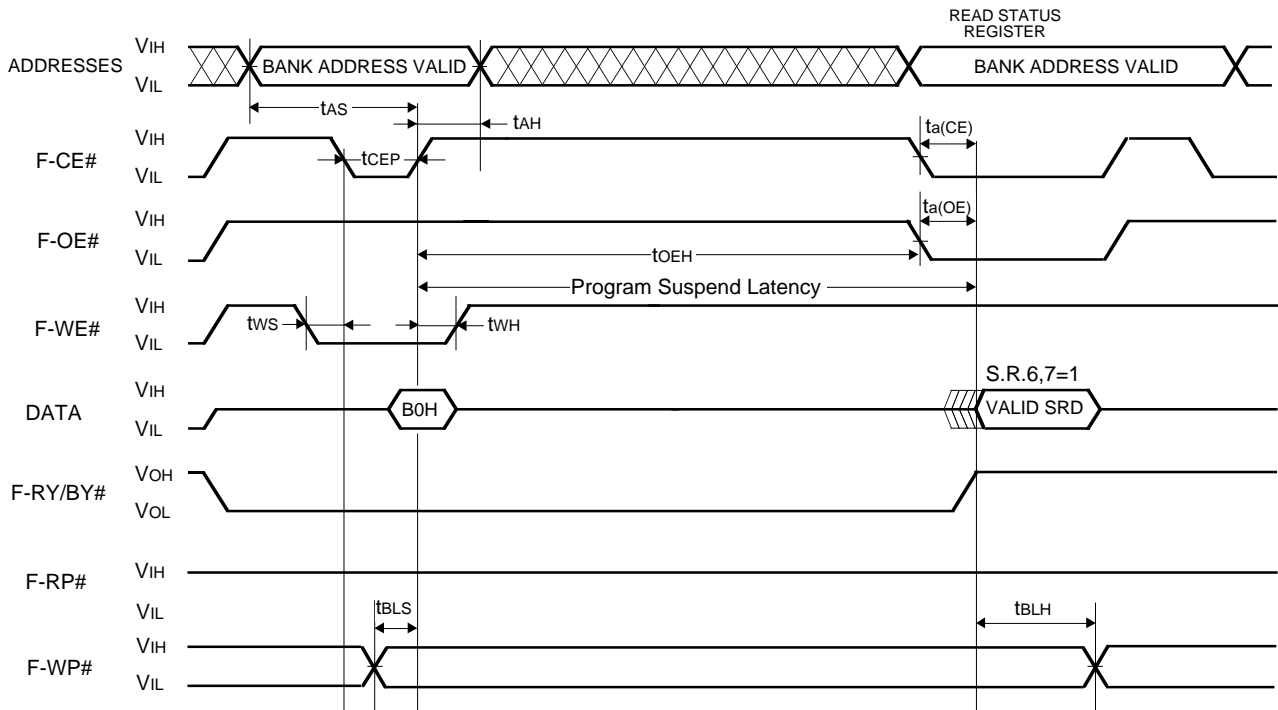 READ STATUS
REGISTER
ADDRESSES
VIH
VIL
BANK ADDRESS VALID
BANK ADDRESS VALID
tAS
tAH
F-CE#
VIH
VIL
tCEP
ta(CE)
F-OE#
VIH
VIL
ta(OE)
tOEH
Program Suspend Latency
F-WE#
VIH
VIL
tWS
tWH
DATA
VIH
VIL
B0H
S.R.6,7=1
VALID SRD
F-RY/BY#
VOH
VOL
F-RP#
VIH
VIL
tBLS
tBLH
F-WP#
VIH
VIL